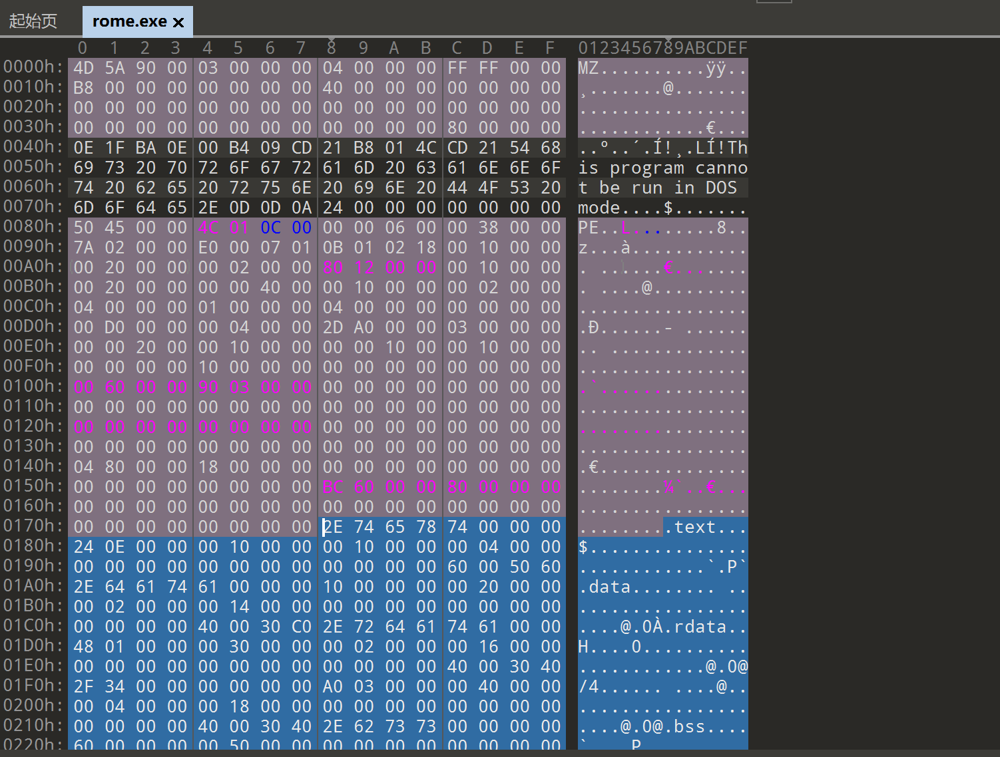 起始页 rome.exe ×
0 1 2 3 4 5 6 7 8 9 A B C D E F 0123456789ABCDEF
0000h: 4D 5A 90 00 03 00 00 00 04 00 00 00 FF FF 00 00 MZ..........ÿÿ..
0010h: B8 00 00 00 00 00 00 00 40 00 00 00 00 00 00 00 ¸.......@.......
0020h: 00 00 00 00 00 00 00 00 00 00 00 00 00 00 00 00 ................
0030h: 00 00 00 00 00 00 00 00 00 00 00 00 80 00 00 00 ............€...
0040h: 0E 1F BA 0E 00 B4 09 CD 21 B8 01 4C CD 21 54 68 ..º..´.Í!¸.LÍ!Th
0050h: 69 73 20 70 72 6F 67 72 61 6D 20 63 61 6E 6E 6F is program canno
0060h: 74 20 62 65 20 72 75 6E 20 69 6E 20 44 4F 53 20 t be run in DOS
0070h: 6D 6F 64 65 2E 0D 0D 0A 24 00 00 00 00 00 00 00 mode....$.......
0080h: 50 45 00 00 4C 01 0C 00 00 00 06 00 00 38 00 00 PE..L........8..
0090h: 7A 02 00 00 E0 00 07 01 0B 01 02 18 00 10 00 00 z...à...........
00A0h: 00 20 00 00 00 02 00 00 80 12 00 00 00 10 00 00 . ......€.......
00B0h: 00 20 00 00 00 00 40 00 00 10 00 00 00 02 00 00 . ....@.........
00C0h: 04 00 00 00 01 00 00 00 04 00 00 00 00 00 00 00 ................
00D0h: 00 D0 00 00 00 04 00 00 2D A0 00 00 03 00 00 00 .Ð......- ......
00E0h: 00 00 20 00 00 10 00 00 00 00 10 00 00 10 00 00 .. .............
00F0h: 00 00 00 00 10 00 00 00 00 00 00 00 00 00 00 00 ................
0100h: 00 60 00 00 90 03 00 00 00 00 00 00 00 00 00 00 .`..............
0110h: 00 00 00 00 00 00 00 00 00 00 00 00 00 00 00 00 ................
0120h: 00 00 00 00 00 00 00 00 00 00 00 00 00 00 00 00 ................
0130h: 00 00 00 00 00 00 00 00 00 00 00 00 00 00 00 00 ................
0140h: 04 80 00 00 18 00 00 00 00 00 00 00 00 00 00 00 .€..............
0150h: 00 00 00 00 00 00 00 00 BC 60 00 00 80 00 00 00 ........¼`..€...
0160h: 00 00 00 00 00 00 00 00 00 00 00 00 00 00 00 00 ................
0170h: 00 00 00 00 00 00 00 00 2E 74 65 78 74 00 00 00 .........text...
0180h: 24 0E 00 00 00 10 00 00 00 10 00 00 00 04 00 00 $...............
0190h: 00 00 00 00 00 00 00 00 00 00 00 00 60 00 50 60 ............`.P`
01A0h: 2E 64 61 74 61 00 00 00 10 00 00 00 00 20 00 00 .data........ ..
01B0h: 00 02 00 00 00 14 00 00 00 00 00 00 00 00 00 00 ................
01C0h: 00 00 00 00 40 00 30 C0 2E 72 64 61 74 61 00 00 ....@.0À.rdata..
01D0h: 48 01 00 00 00 30 00 00 00 02 00 00 00 16 00 00 H....0..........
01E0h: 00 00 00 00 00 00 00 00 00 00 00 00 40 00 30 40 ............@.0@
01F0h: 2F 34 00 00 00 00 00 00 A0 03 00 00 00 40 00 00 /4...... ....@..
0200h: 00 04 00 00 00 18 00 00 00 00 00 00 00 00 00 00 ................
0210h: 00 00 00 00 40 00 30 40 2E 62 73 73 00 00 00 00 ....@.0@.bss....
0220h: 60 00 00 00 00 50 00 00 00 00 00 00 00 00 00 00 ` P